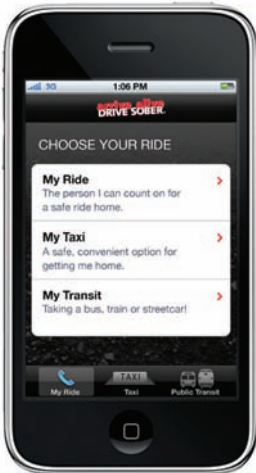 3G 1:06 PM
arrive alive
DRIVE SOBER.
CHOOSE YOUR RIDE
My Ride
The person I can count on for
a safe ride home.
My Taxi
A safe, convenient option for
getting me home.
My Transit
Taking a bus, train or streetcar!
TAXI
My Ride Taxi Public Transit